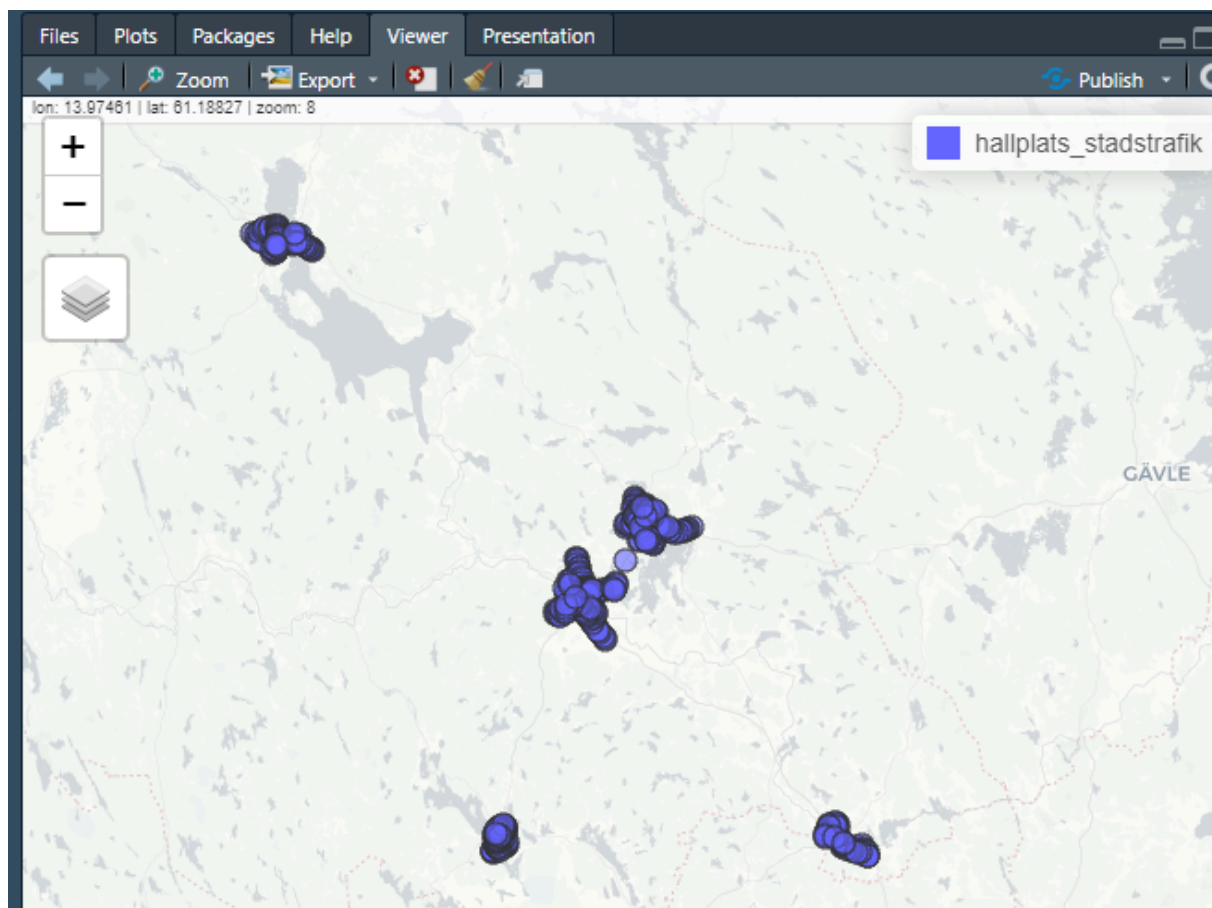 Files Plots Packages Help Viewer Presentation
Zoom Export Publish
lon: 13.97461 | lat: 61.18827 | zoom: 8
+
hallplats_stadstrafik
−
GÄVLE